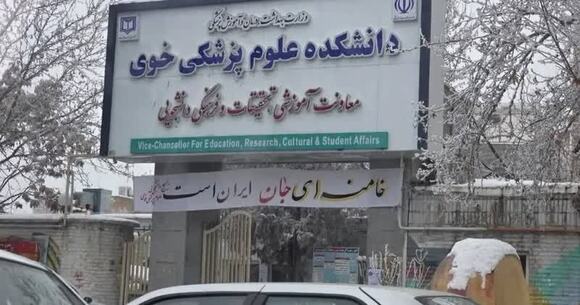 وزارت بهداشت درمان و آموزش پزشکی
دانشکده علوم پزشکی خوی
معاونت آموزشی تحقیقات و فرهنگی دانشجویی
Vice-Chancellor For Education, Research, Cultural & Student Affairs
خامنه ای جان ایران است